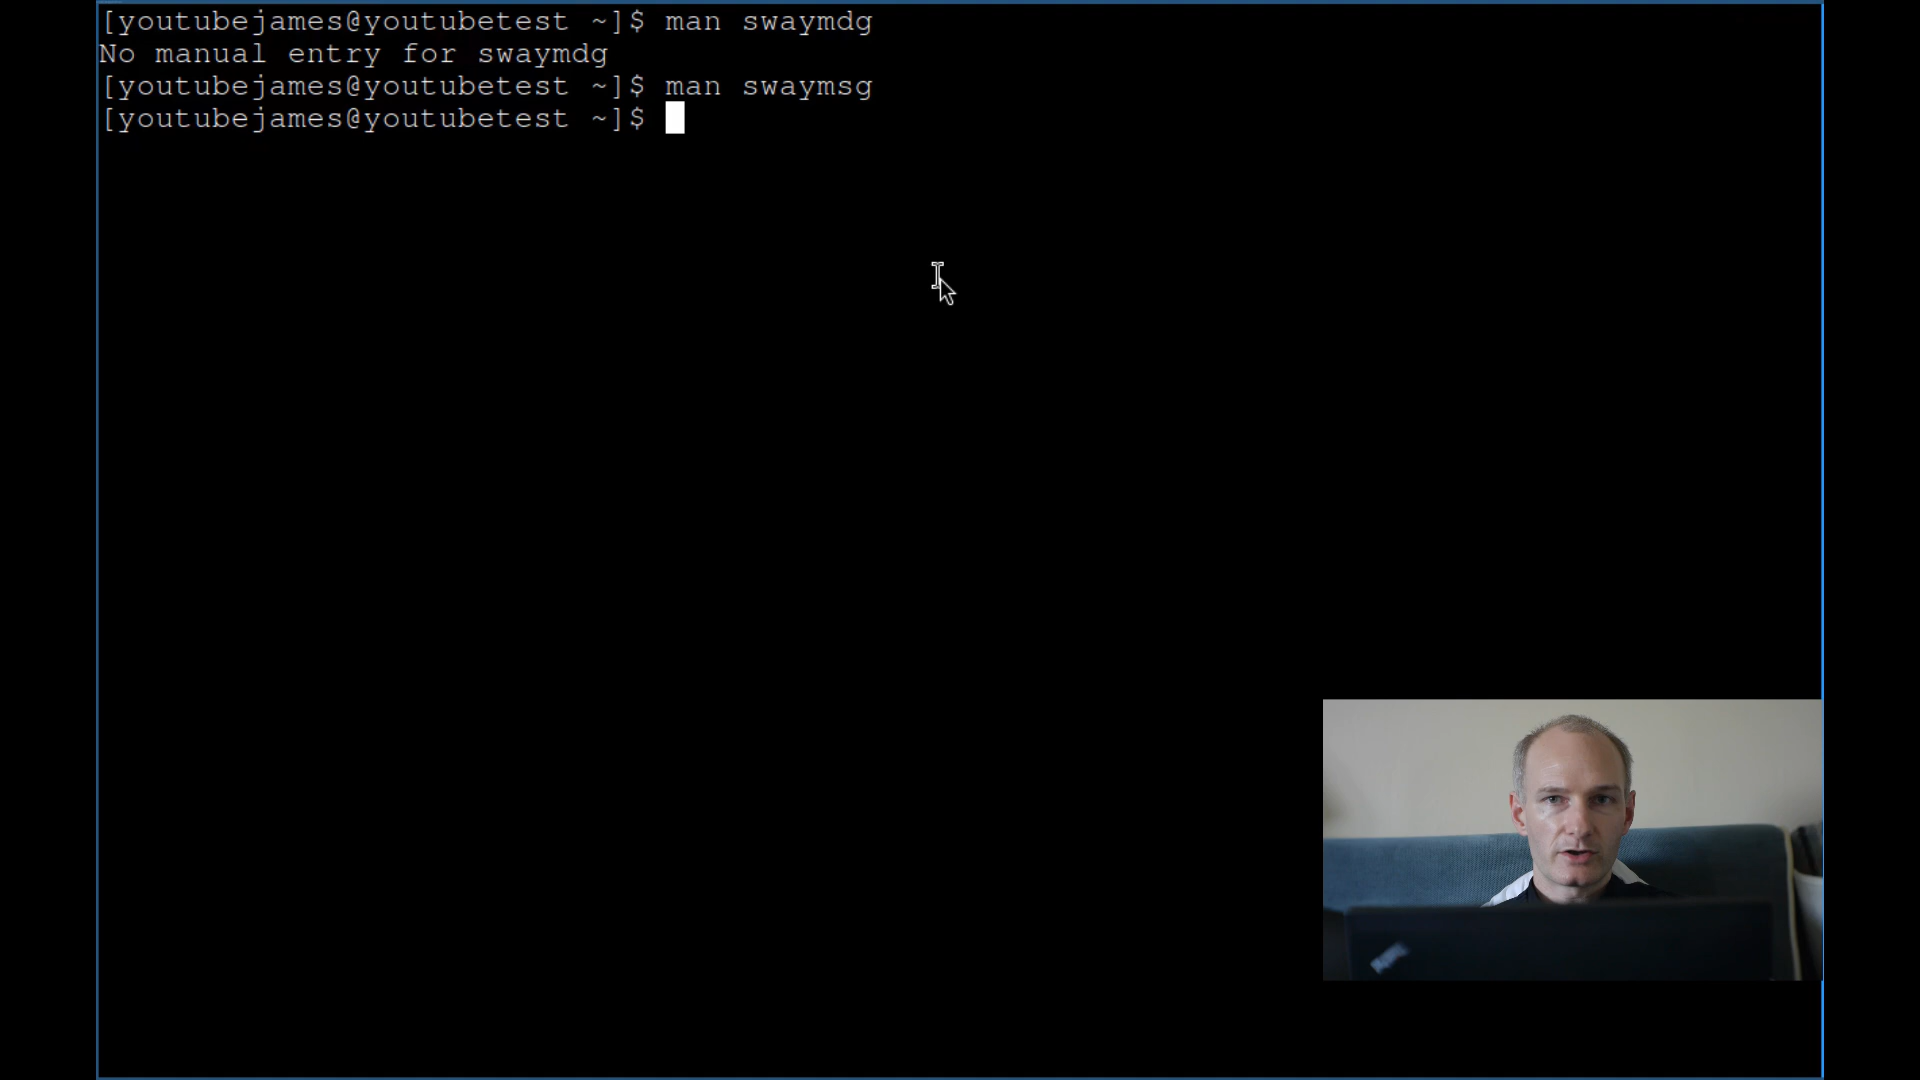 [youtubejames@youtubetest ~]$ man swaymdg
No manual entry for swaymdg
[youtubejames@youtubetest ~]$ man swaymsg
[youtubejames@youtubetest ~]$